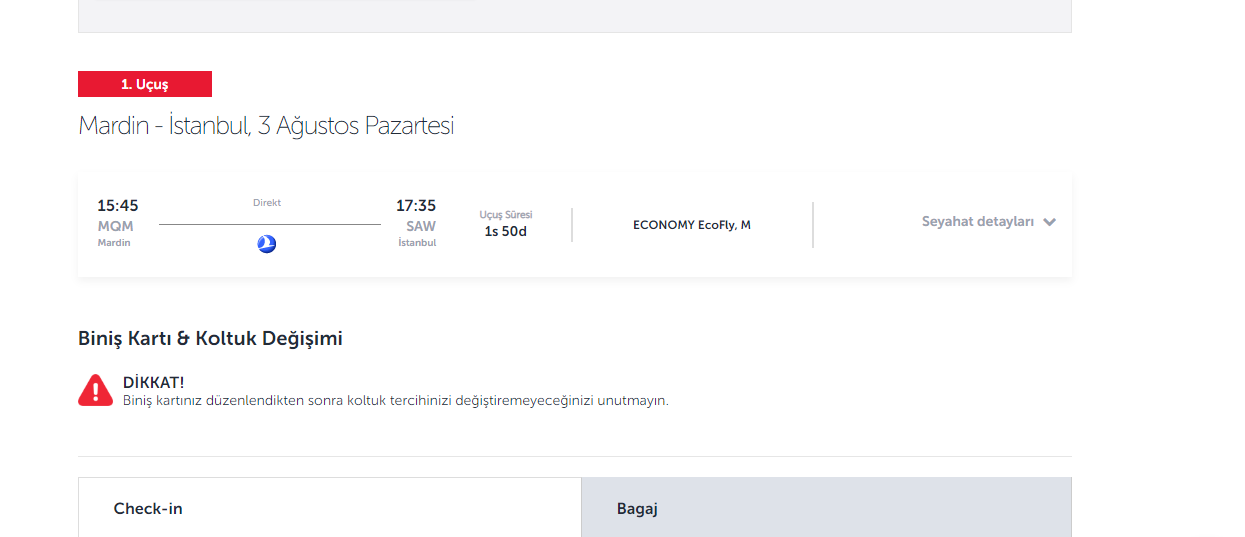 1. Uçuş
Mardin - İstanbul, 3 Ağustos Pazartesi
15:45
MQM
Mardin
Direkt
17:35
SAW
İstanbul
Uçuş Süresi
1s 50d
ECONOMY EcoFly, M
Seyahat detayları
Biniş Kartı & Koltuk Değişimi
DİKKAT!
Biniş kartınız düzenlendikten sonra koltuk tercihinizi değiştiremeyeceğinizi unutmayın.
Check-in
Bagaj